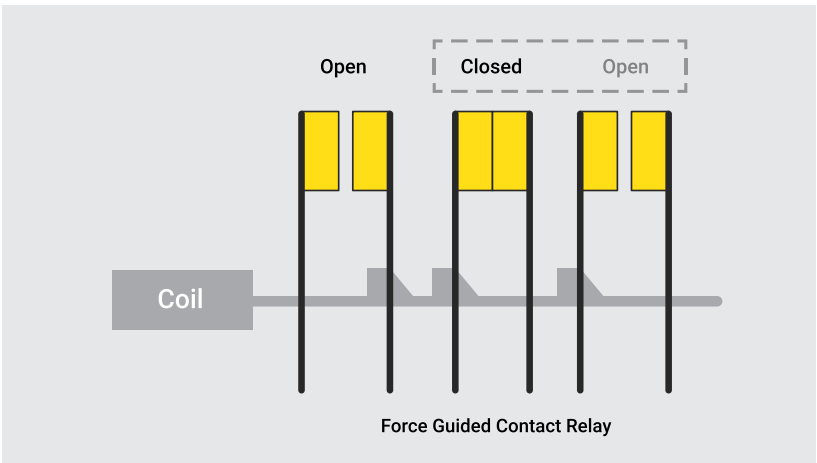 Open
Closed
Open
Coil
Force Guided Contact Relay